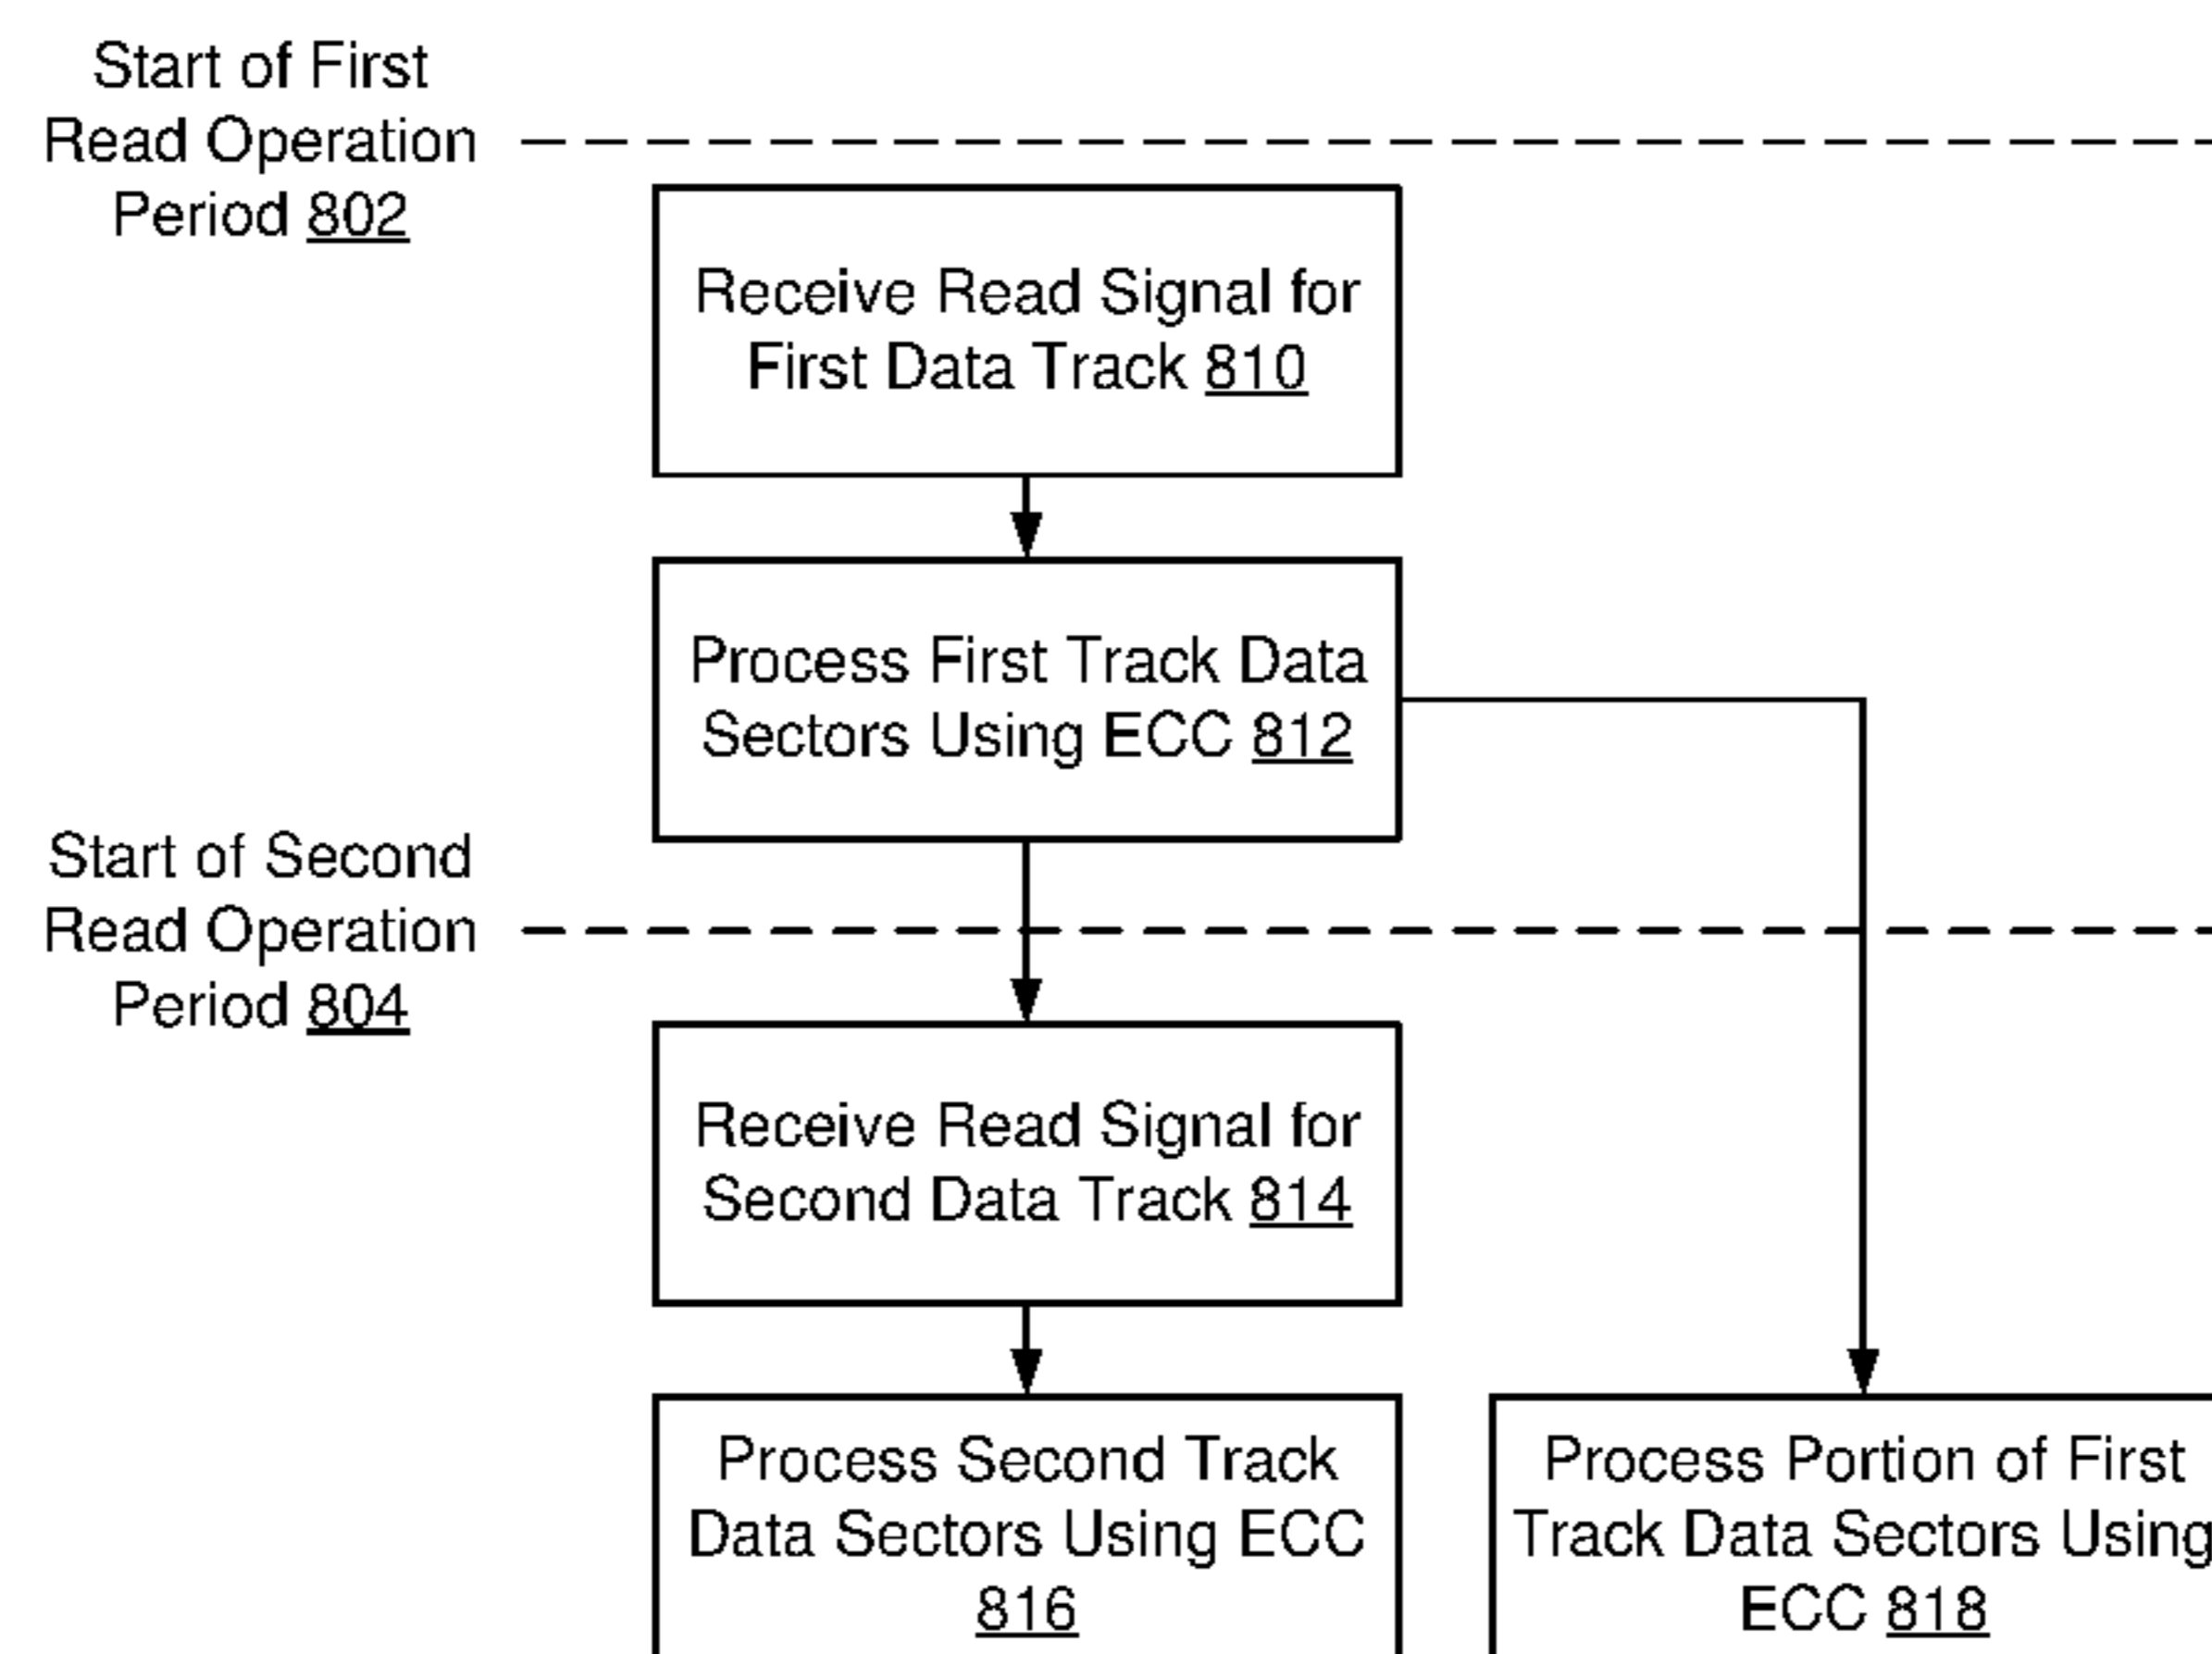 Start of First
Read Operation
Period 802
Receive Read Signal for
First Data Track 810
Process First Track Data
Sectors Using ECC 812
Start of Second
Read Operation
Period 804
Receive Read Signal for
Second Data Track 814
Process Second Track
Data Sectors Using ECC
816
Process Portion of First
Track Data Sectors Using
ECC 818